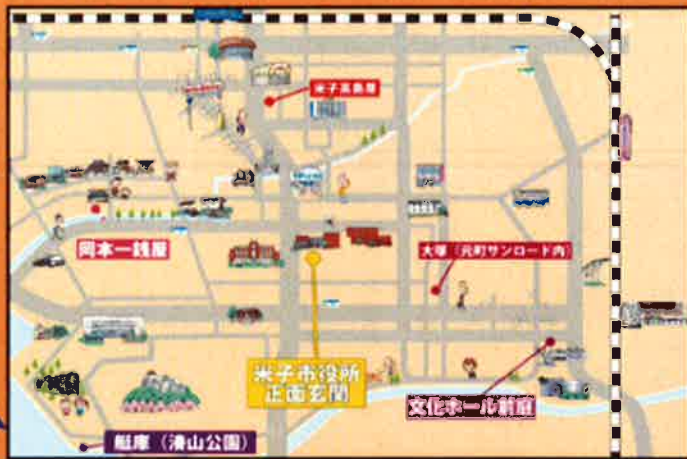 米子高島屋
岡本一銭屋
大塚（元町サンロード内）
米子市役所
正面玄関
文化ホール前庭
艇庫（湊山公園）